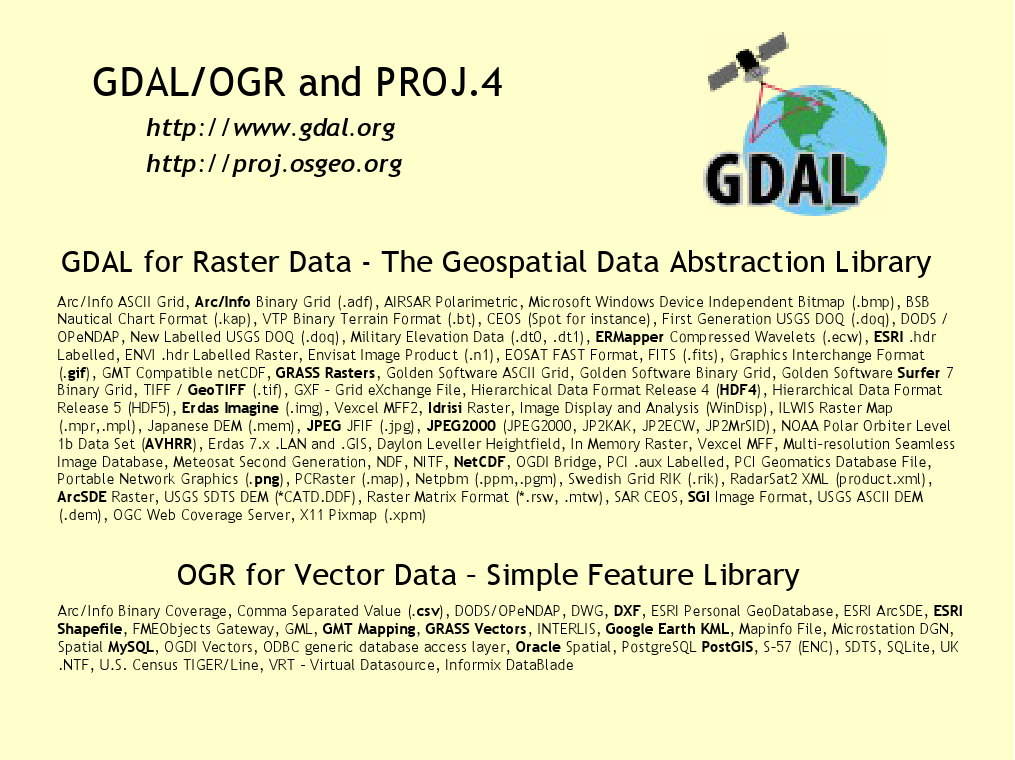 GDAL/OGR and PROJ.4
http://www.gdal.org
http://proj.osgeo.org
GDAL
GDAL for Raster Data - The Geospatial Data Abstraction Library
Arc/Info ASCII Grid, Arc/Info Binary Grid (.adf), AIRSAR Polarimetric, Microsoft Windows Device Independent Bitmap (.bmp), BSB
Nautical Chart Format (.kap), VTP Binary Terrain Format (.bt), CEOS (Spot for instance), First Generation USGS DOQ (.doq), DODS /
OPeNDAP, New Labelled USGS DOQ (.doq), Military Elevation Data (.dt0, .dt1), ERMapper Compressed Wavelets (.ecw), ESRI .hdr
Labelled, ENVI .hdr Labelled Raster, Envisat Image Product (.n1), EOSAT FAST Format, FITS (.fits), Graphics Interchange Format
(.gif), GMT Compatible netCDF, GRASS Rasters, Golden Software ASCII Grid, Golden Software Binary Grid, Golden Software Surfer 7
Binary Grid, TIFF / GeoTIFF (.tif), GXF - Grid eXchange File, Hierarchical Data Format Release 4 (HDF4), Hierarchical Data Format
Release 5 (HDF5), Erdas Imagine (.img), Vexcel MFF2, Idrisi Raster, Image Display and Analysis (WinDisp), ILWIS Raster Map
(.mpr,.mpl), Japanese DEM (.mem), JPEG JFIF (.jpg), JPEG2000 (JPEG2000, JP2KAK, JP2ECW, JP2MrSID), NOAA Polar Orbiter Level
1b Data Set (AVHRR), Erdas 7.x .LAN and .GIS, Daylon Leveller Heightfield, In Memory Raster, Vexcel MFF, Multi-resolution Seamless
Image Database, Meteosat Second Generation, NDF, NITF, NetCDF, OGDI Bridge, PCI .aux Labelled, PCI Geomatics Database File,
Portable Network Graphics (.png), PCRaster (.map), Netpbm (.ppm,.pgm), Swedish Grid RIK (.rik), RadarSat2 XML (product.xml),
ArcSDE Raster, USGS SDTS DEM (*CATD.DDF), Raster Matrix Format (*.rsw, .mtw), SAR CEOS, SGI Image Format, USGS ASCII DEM
(.dem), OGC Web Coverage Server, X11 Pixmap (.xpm)
OGR for Vector Data – Simple Feature Library
Arc/Info Binary Coverage, Comma Separated Value (.csv), DODS/OPeNDAP, DWG, DXF, ESRI Personal GeoDatabase, ESRI ArcSDE, ESRI
Shapefile, FMEObjects Gateway, GML, GMT Mapping, GRASS Vectors, INTERLIS, Google Earth KML, Mapinfo File, Microstation DGN,
Spatial MySQL, OGDI Vectors, ODBC generic database access layer, Oracle Spatial, PostgreSQL PostGIS, S-57 (ENC), SDTS, SQLite, UK
.NTF, U.S. Census TIGER/Line, VRT - Virtual Datasource, Informix DataBlade